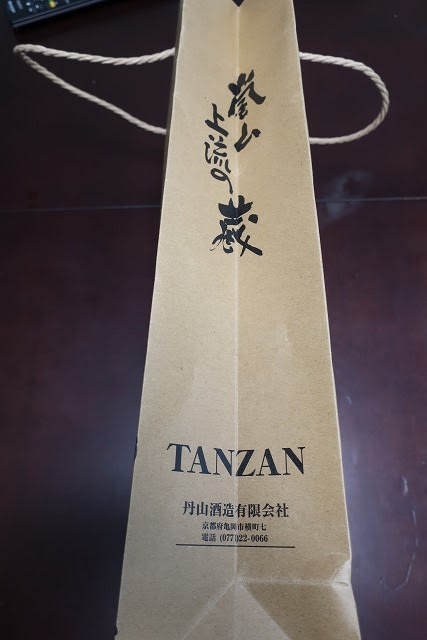 嵐山
上流の
蔵
TANZAN
丹山酒造有限会社
京都府亀岡市横町七
電話 (0771)22-0066